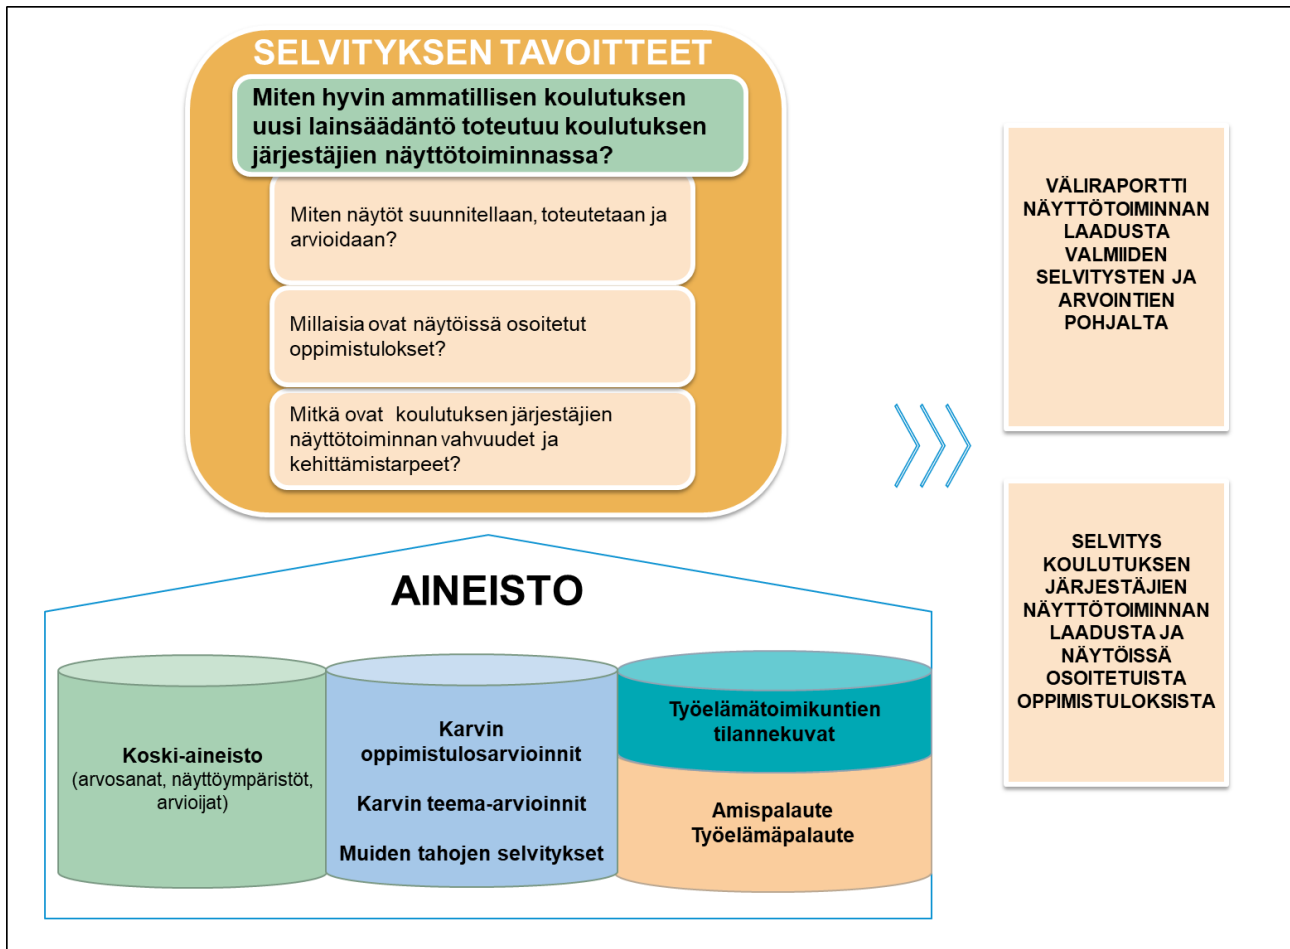 SELVITYKSEN TAVOITTEET
Miten hyvin ammatillisen koulutuksen
uusi lainsäädäntö toteutuu koulutuksen
järjestäjien näyttötoiminnassa?
Miten näytöt suunnitellaan, toteutetaan ja
arvioidaan?
Millaisia ovat näytöissä osoitetut
oppimistulokset?
Mitkä ovat koulutuksen järjestäjien
näyttötoiminnan vahvuudet ja
kehittämistarpeet?
VÄLIRAPORTTI
NÄYTTÖTOIMINNAN
LAADUSTA
VALMIIDEN
SELVITYSTEN JA
ARVOINTIEN
POHJALTA
SELVITYS
KOULUTUKSEN
JÄRJESTÄJIEN
NÄYTTÖTOIMINNAN
LAADUSTA JA
NÄYTÖISSÄ
OSOITETUISTA
OPPIMISTULOKSISTA
AINEISTO
Koski-aineisto
(arvosanat, näyttöympäristöt,
arvioijat)
Karvin
oppimistulosarvioinnit
Karvin teema-arvioinnit
Muiden tahojen selvitykset
Työelämätoimikuntien
tilannekuvat
Amispalaute
Työelämäpalaute